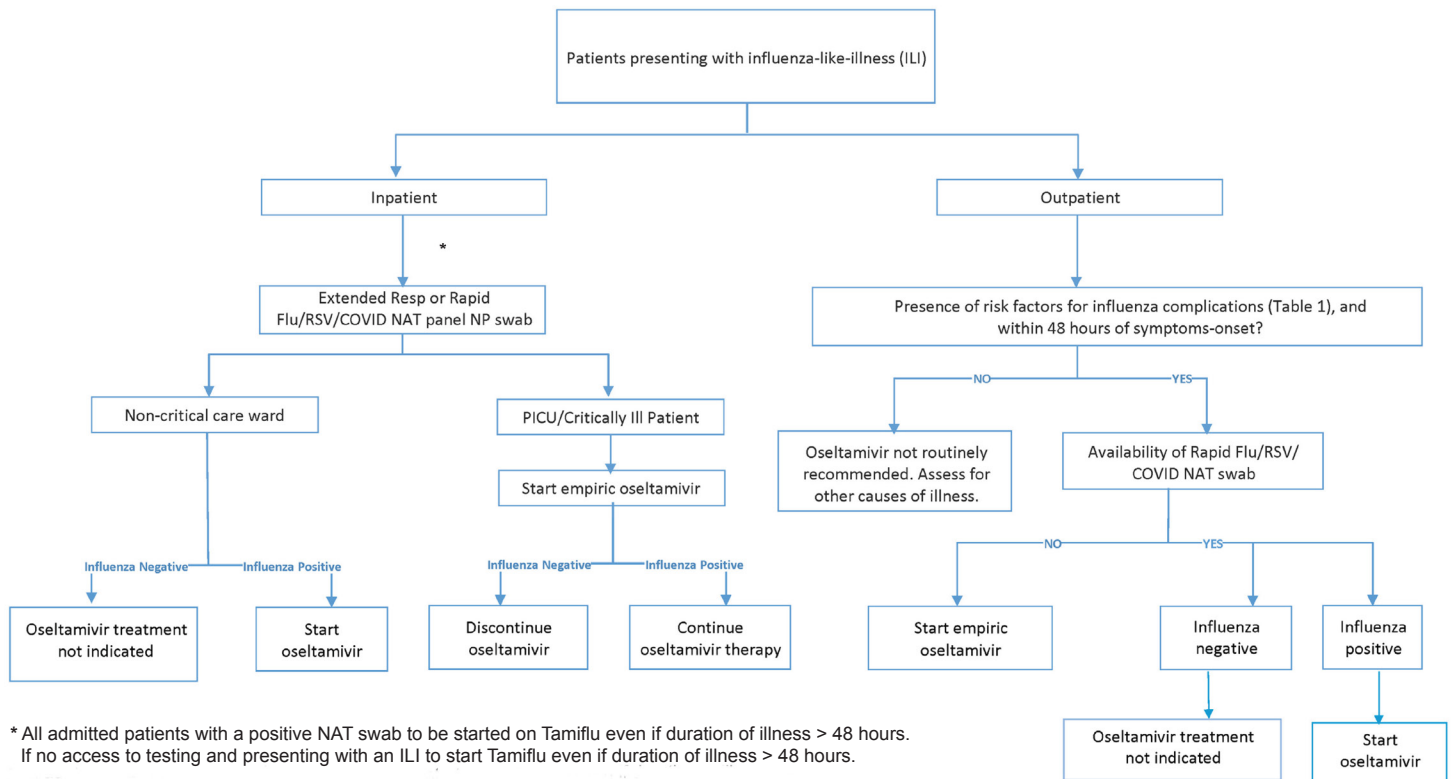 Patients presenting with influenza-like-illness (ILI)
Inpatient
Outpatient
*
Extended Resp or Rapid
Flu/RSV/COVID NAT panel NP swab
Presence of risk factors for influenza complications (Table 1), and
within 48 hours of symptoms-onset?
NO
YES
Non-critical care ward
PICU/Critically Ill Patient
Oseltamivir not routinely
recommended. Assess for
other causes of illness.
Availability of Rapid Flu/RSV/
COVID NAT swab
Start empiric oseltamivir
NO
YES
Influenza Negative
Influenza Positive
Influenza Negative
Influenza Positive
Oseltamivir treatment
not indicated
Start
oseltamivir
Discontinue
oseltamivir
Continue
oseltamivir therapy
Start empiric
oseltamivir
Influenza
negative
Influenza
positive
Oseltamivir treatment
not indicated
Start
oseltamivir
* All admitted patients with a positive NAT swab to be started on Tamiflu even if duration of illness > 48 hours.
If no access to testing and presenting with an ILI to start Tamiflu even if duration of illness > 48 hours.